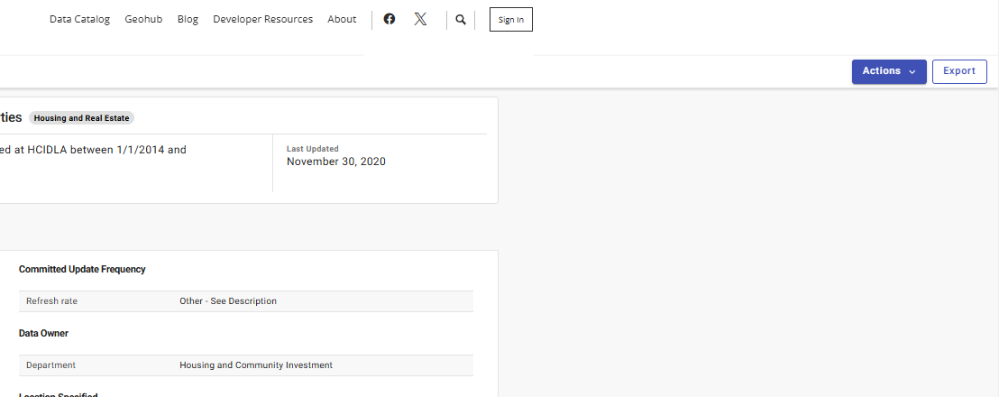 Data Catalog Geohub Blog Developer Resources About Sign In
Actions Export
ties Housing and Real Estate
ed at HCIDLA between 1/1/2014 and
Last Updated
November 30, 2020
Committed Update Frequency
Refresh rate Other - See Description
Data Owner
Department Housing and Community Investment
Location Specified